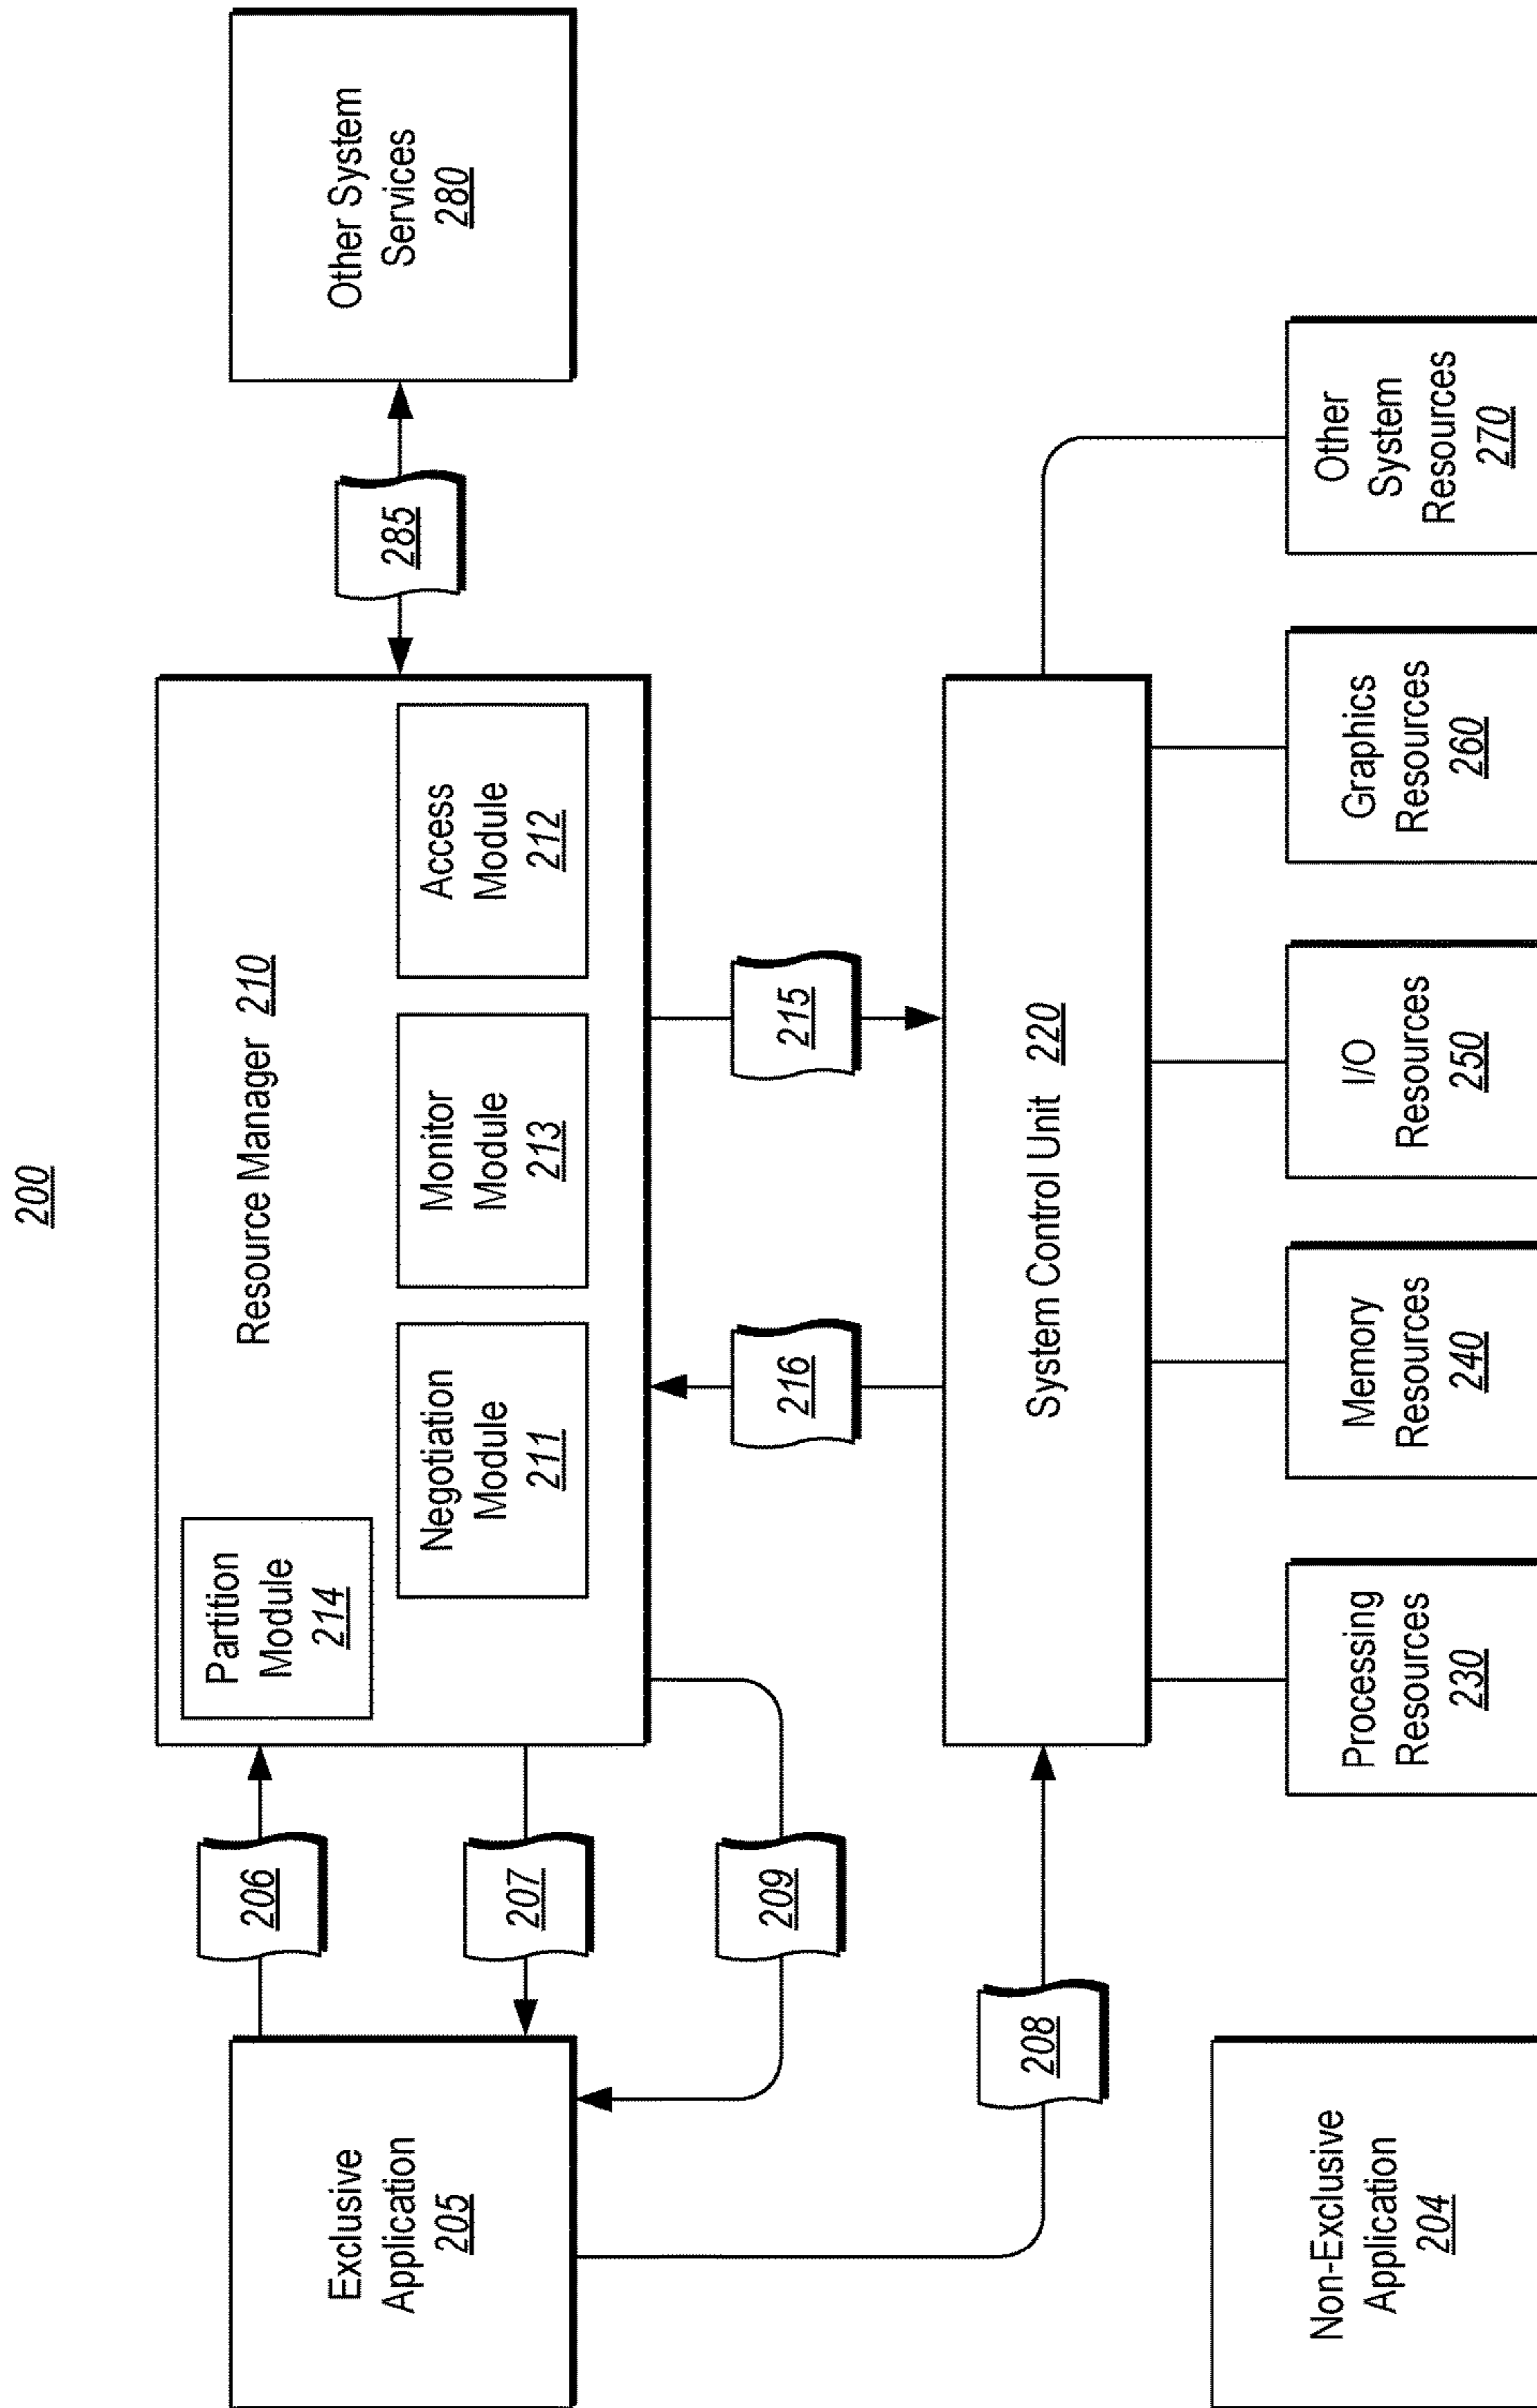 200
Partition
Module
214
Resource Manager 210
Negotiation
Module
211
Monitor
Module
213
Access
Module
212
206
207
209
285
Exclusive
Application
205
Other System
Services
280
216
215
208
System Control Unit 220
Non-Exclusive
Application
204
Processing
Resources
230
Memory
Resources
240
I/O
Resources
250
Graphics
Resources
260
Other
System
Resources
270